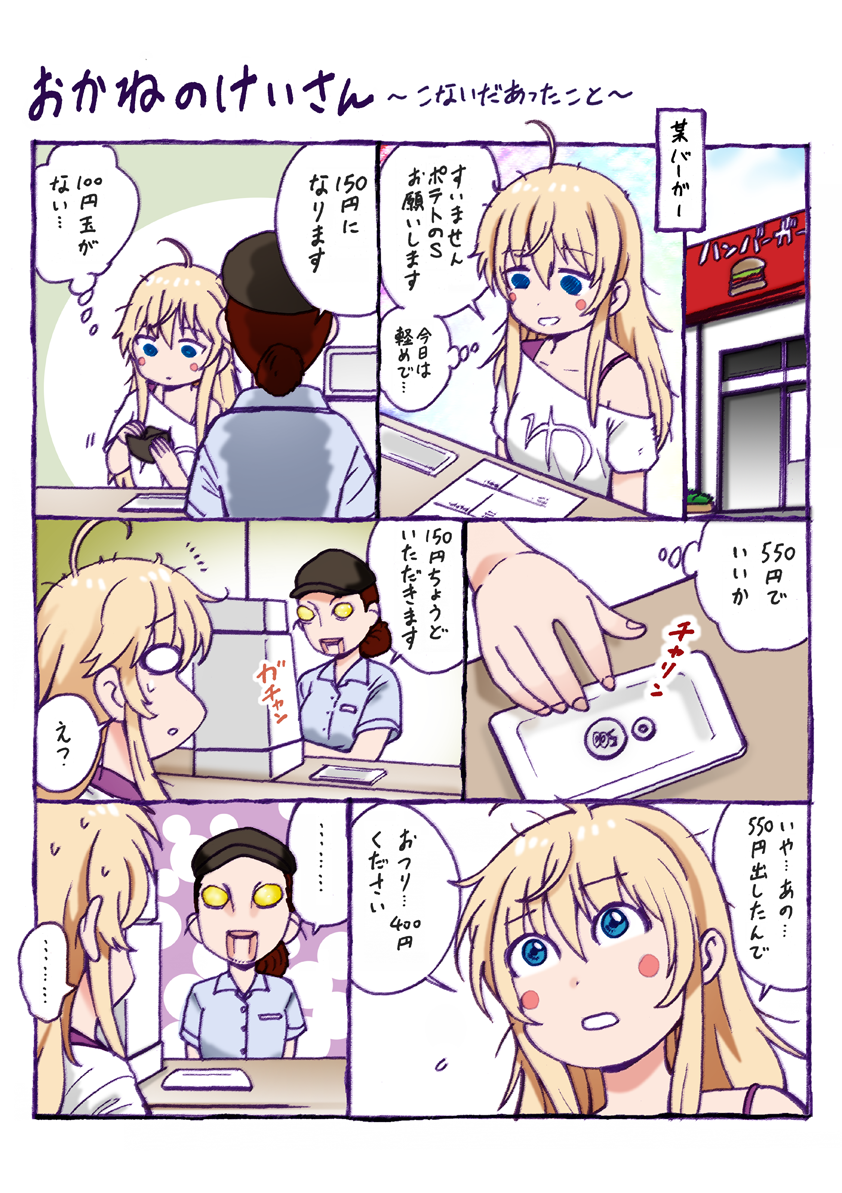 おかねのけいさん
～こないだあったこと～
某バーガー
ハンバーガー
すいません
ポテトのS
お願いします
今日は
軽めで…
ゆ
150円に
なります
100円玉が
ない…
550円で
いいか
チャリン
150円ちょうど
いただきます
ガチャン
え?
いや…あの…
550円出したんで
おつり…400円
ください
………
………